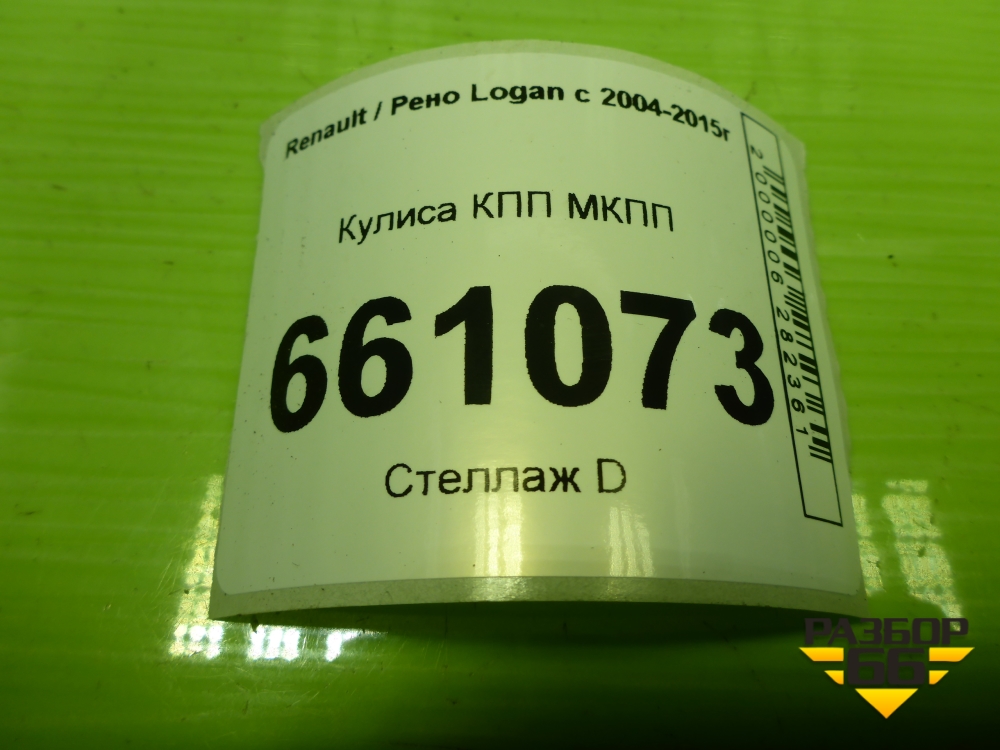 Renault / Рено Logan с 2004-2015г
Кулиса КПП МКПП
661073
Стеллаж D
2000006282361
РАЗБОР
66